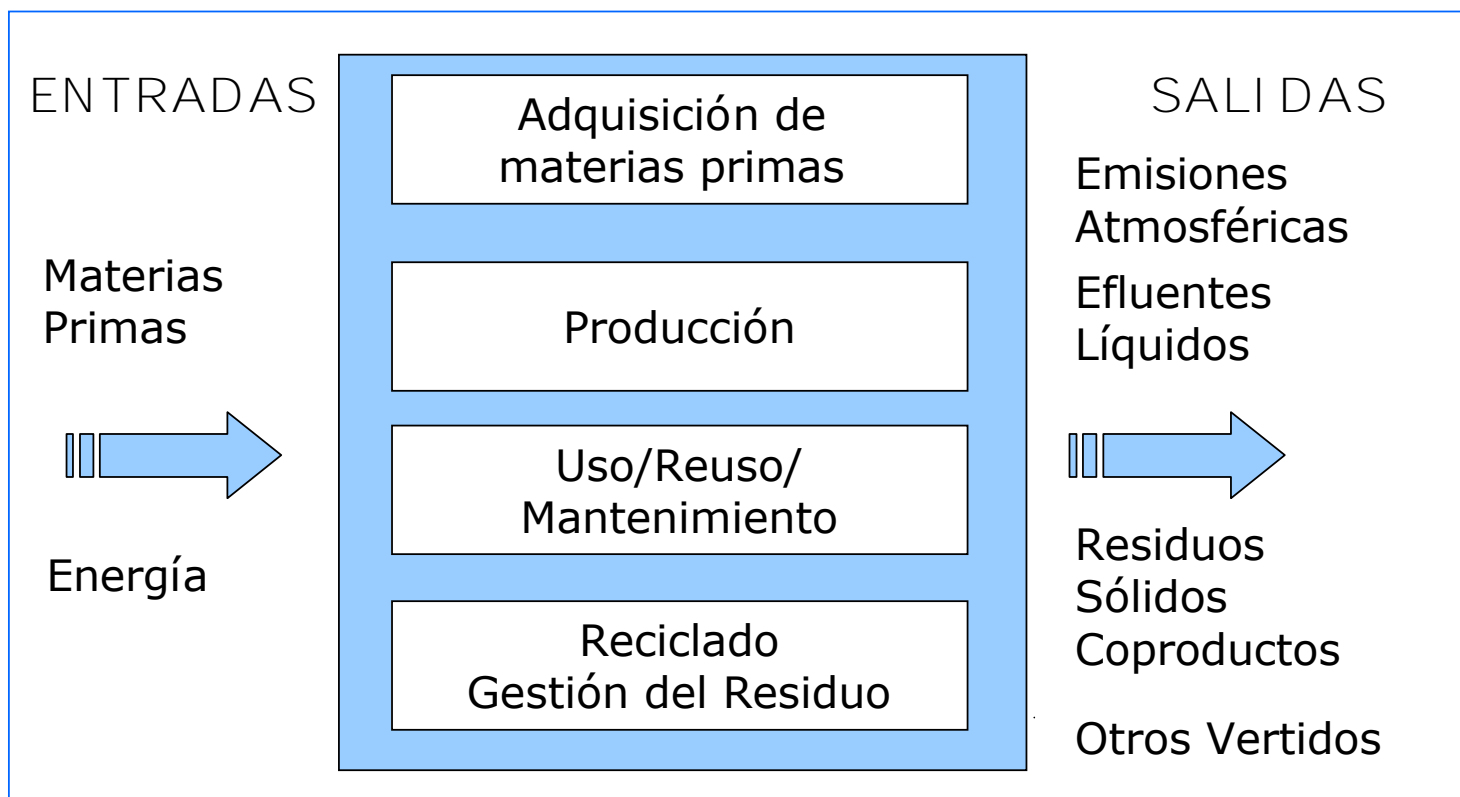 ENTRADAS
Materias
Primas
Energía
Adquisición de
materias primas
Producción
Uso/Reuso/
Mantenimiento
Reciclado
Gestión del Residuo
SALIDAS
Emisiones
Atmosféricas
Efluentes
Líquidos
Residuos
Sólidos
Coproductos
Otros Vertidos